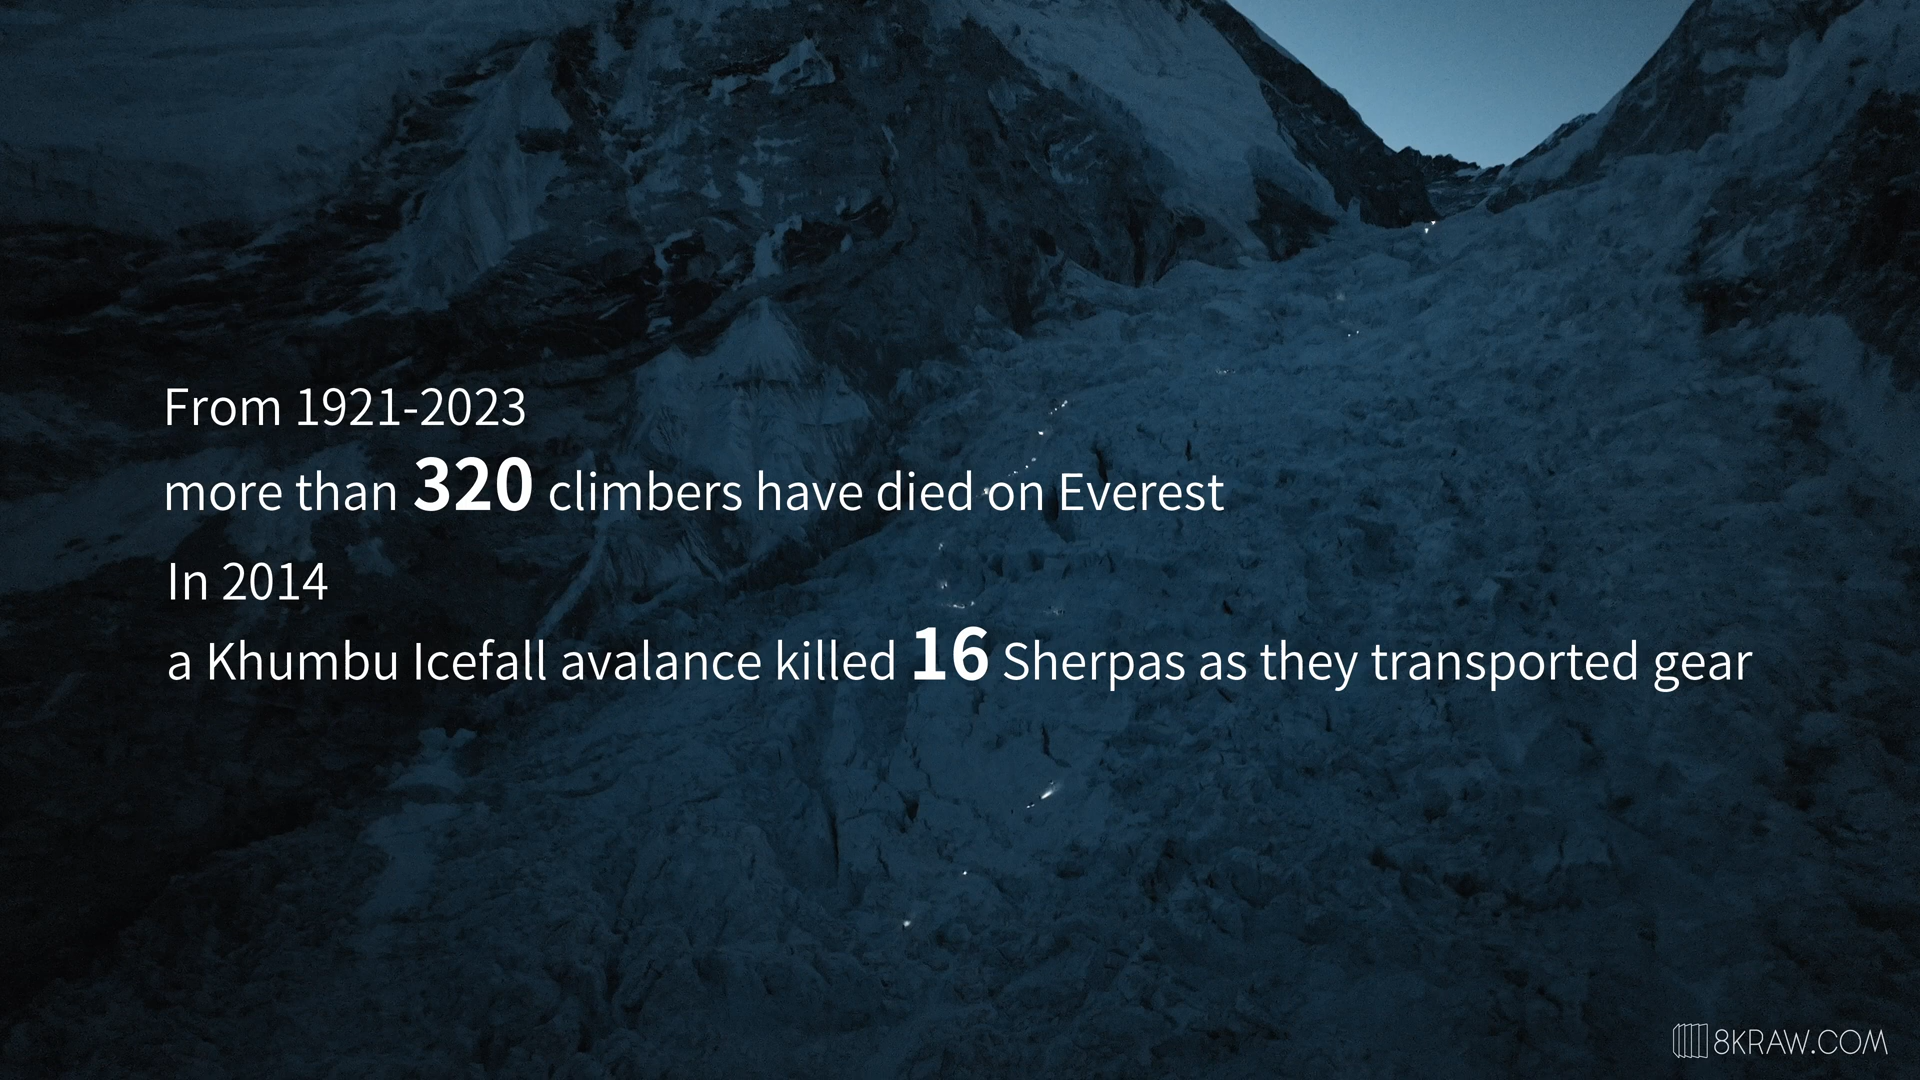 From 1921-2023
more than 320 climbers have died on Everest
In 2014
a Khumbu Icefall avalance killed 16 Sherpas as they transported gear
8KRAW.COM